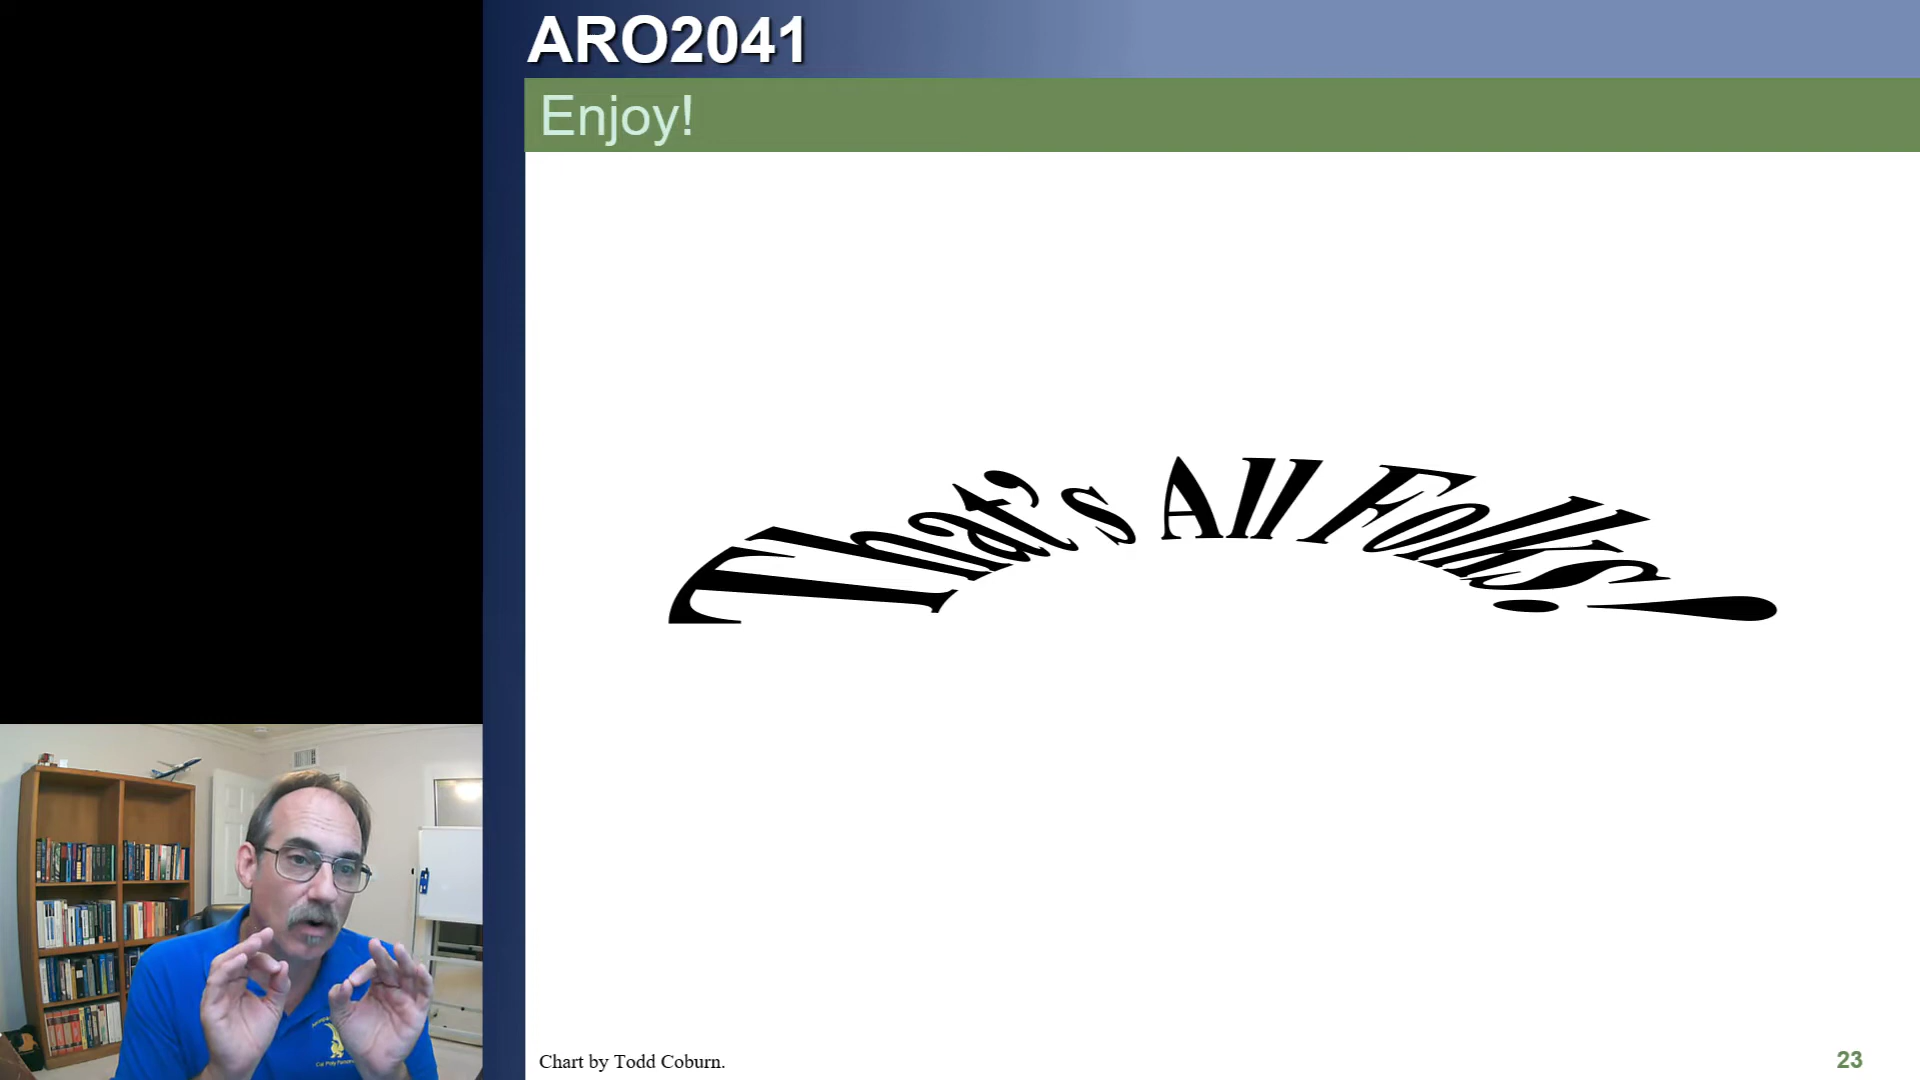 ARO2041
Enjoy!
That's All Folks!
Chart by Todd Coburn.
23